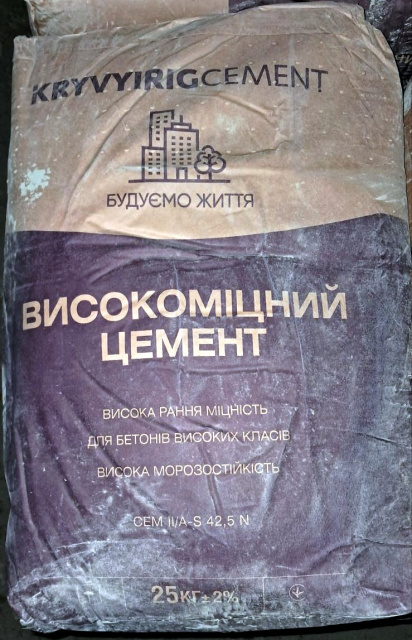 KRYVYIRIGCEMENT
БУДУЄМО ЖИТТЯ
ВИСОКОМІЦНИЙ
ЦЕМЕНТ
ВИСОКА РАННЯ МІЦНІСТЬ
ДЛЯ БЕТОНІВ ВИСОКИХ КЛАСІВ
ВИСОКА МОРОЗОСТІЙКІСТЬ
CEM II/A-S 42,5 N
25КГ±2%